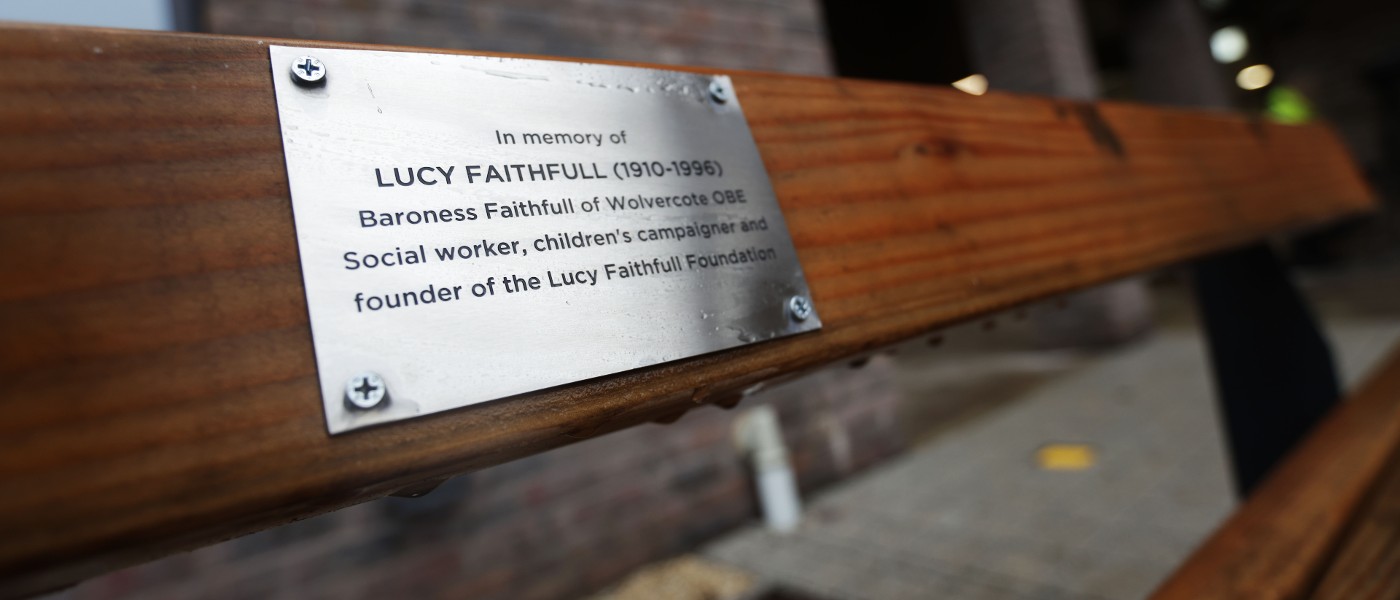 In memory of
LUCY FAITHFULL (1910-1996)
Baroness Faithfull of Wolvercote OBE
Social worker, children's campaigner and
founder of the Lucy Faithfull Foundation